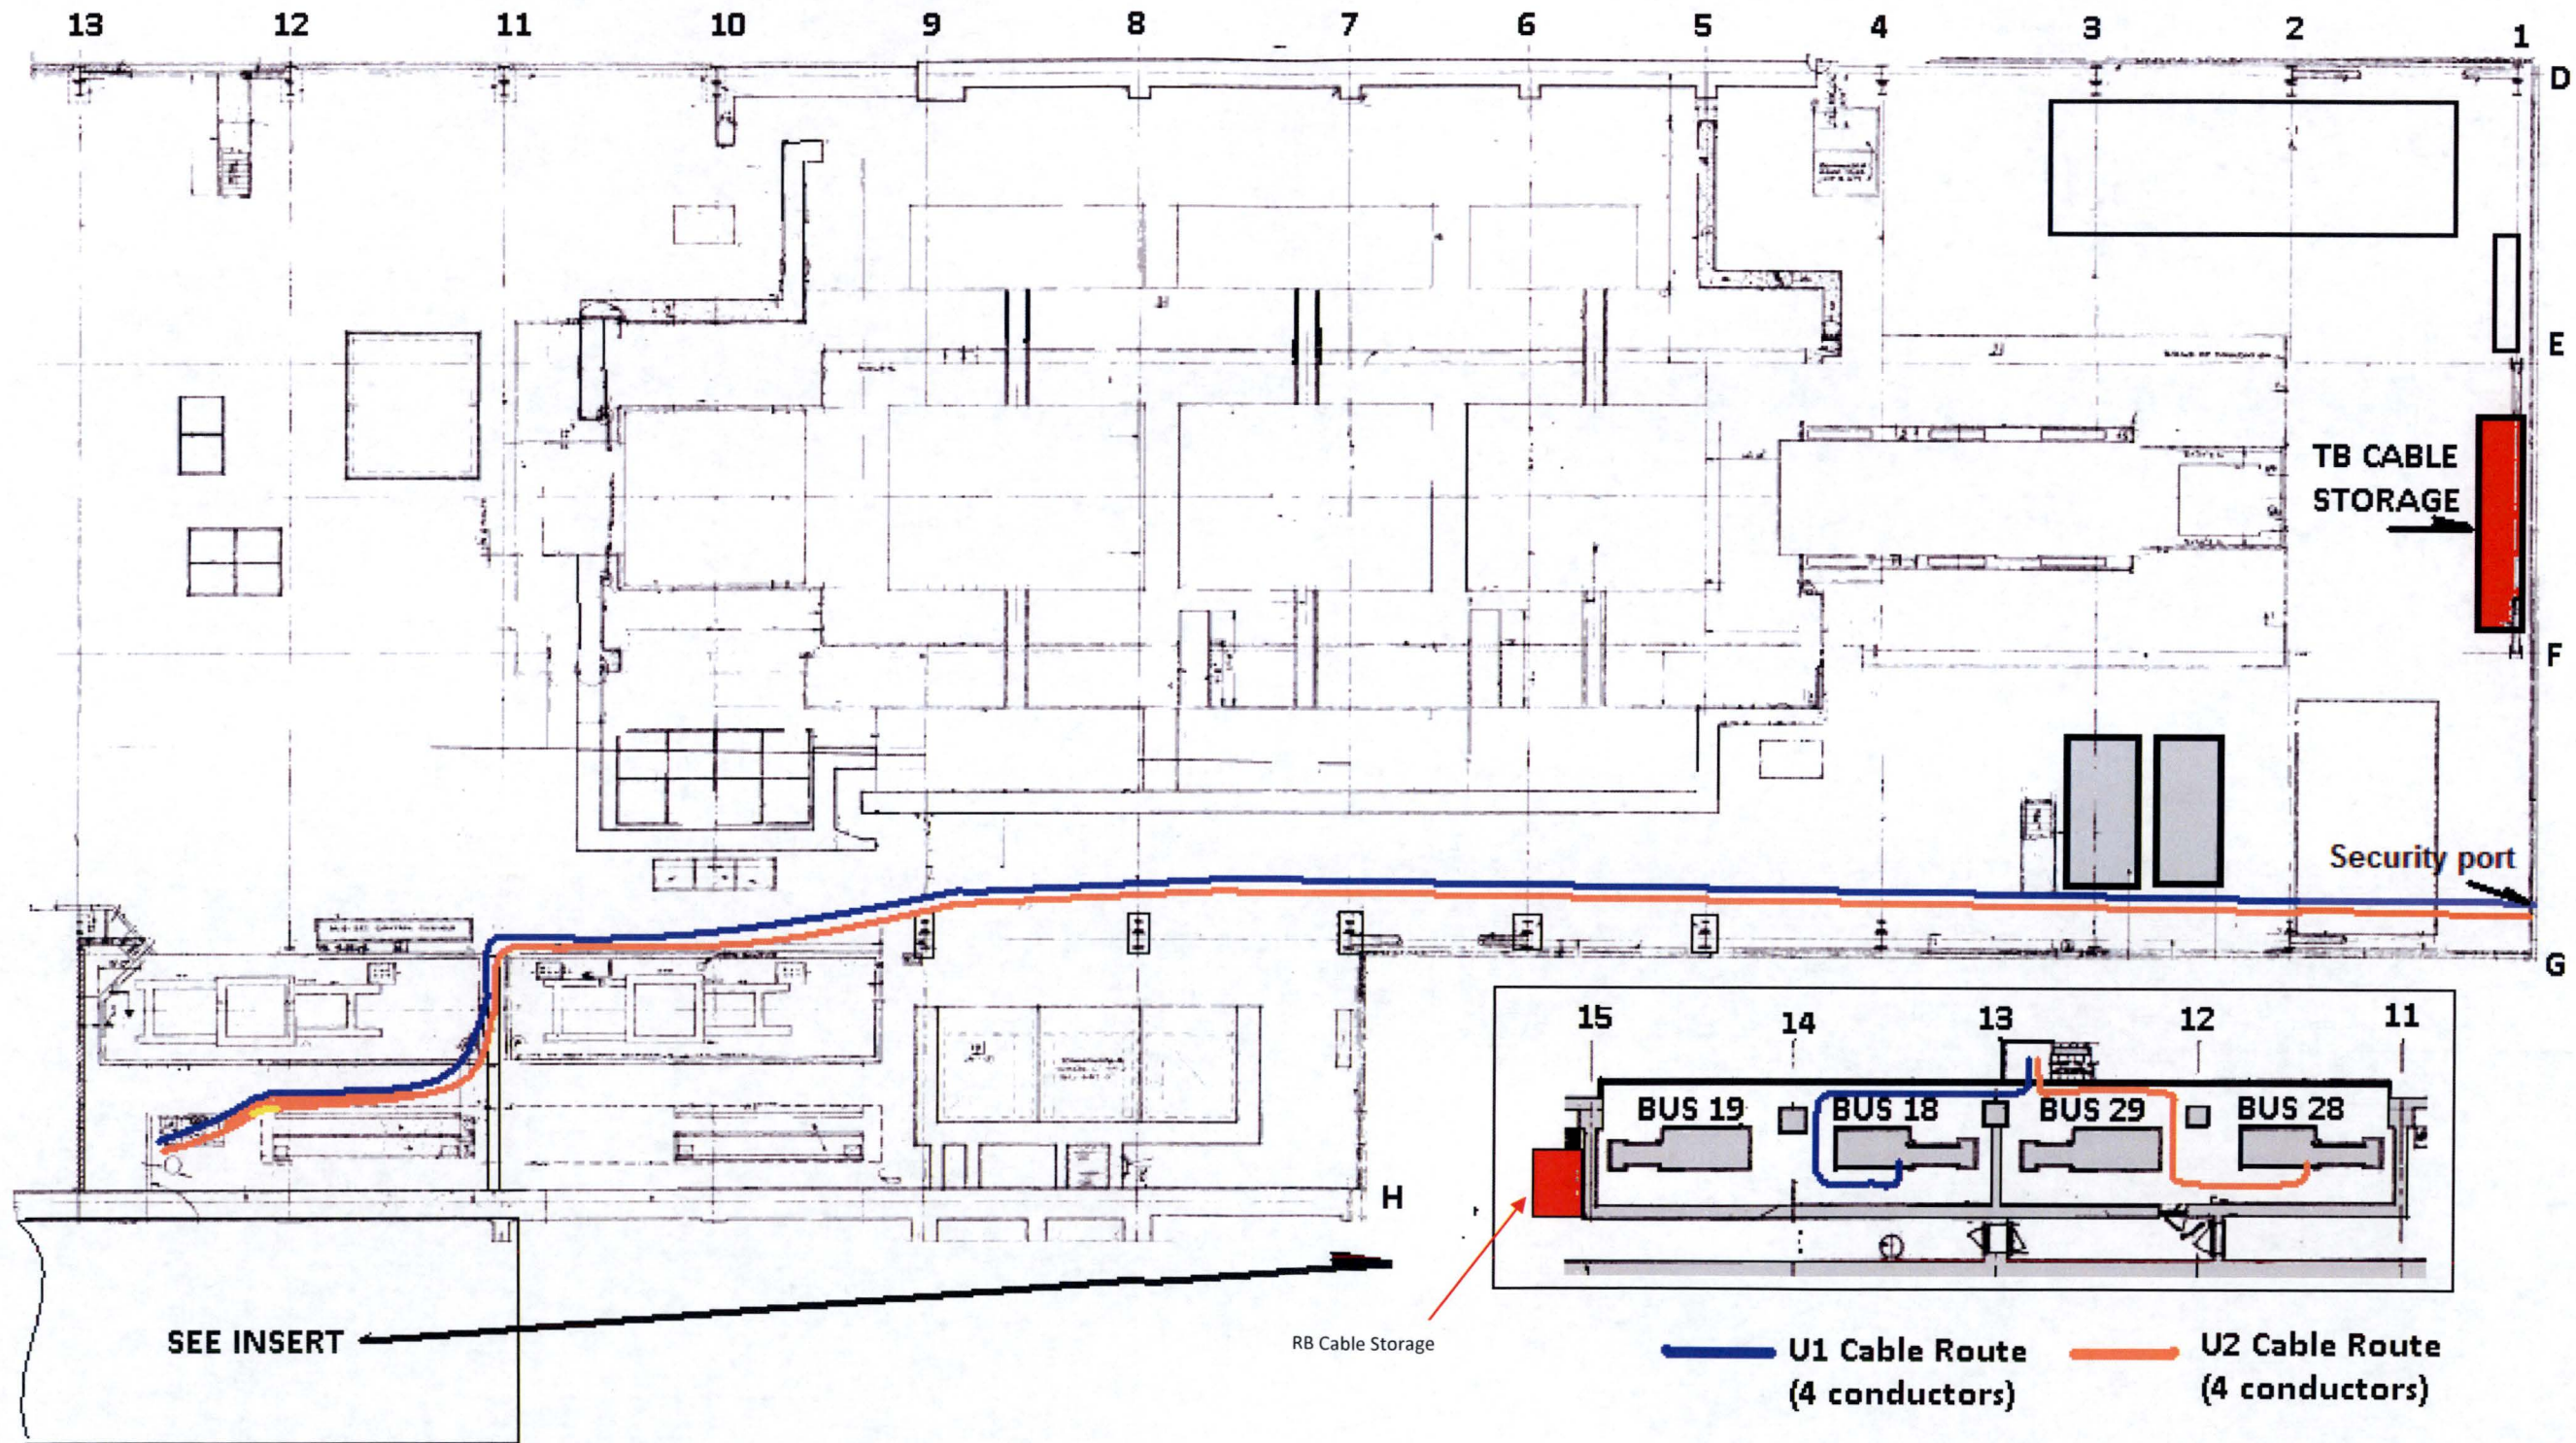 13 12 11 10 9 8 7 6 5 4 3 2 1
D
E
TB CABLE
STORAGE
F
Security port
G
15 14 13 12 11
BUS 19 BUS 18 BUS 29 BUS 28
H
SEE INSERT
RB Cable Storage
U1 Cable Route
(4 conductors)
U2 Cable Route
(4 conductors)